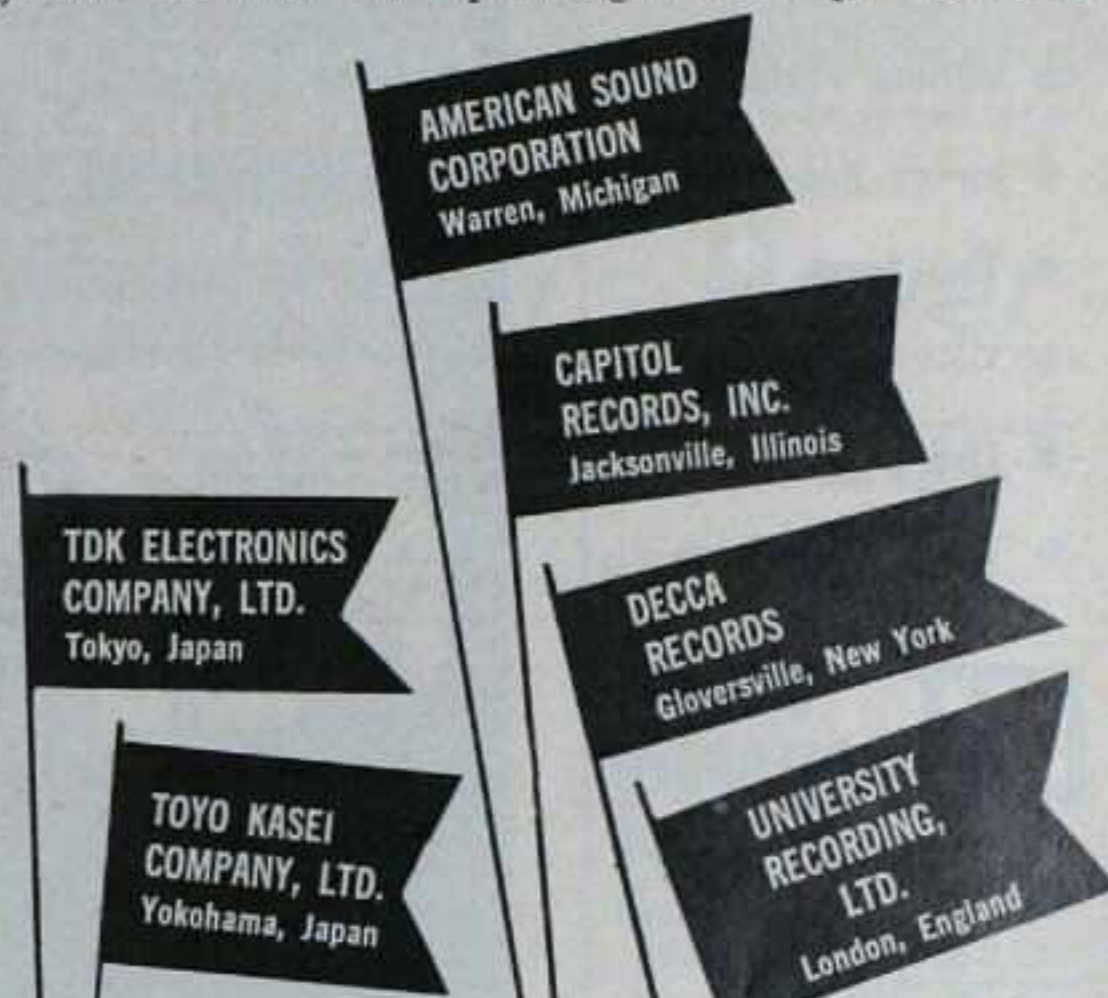 AMERICAN SOUND
CORPORATION
Warren, Michigan
CAPITOL
RECORDS, INC.
Jacksonville, Illinois
TDK ELECTRONICS
COMPANY, LTD.
Tokyo, Japan
DECCA
RECORDS
Gloversville, New York
TOYO KASEI
COMPANY, LTD.
Yokohama, Japan
UNIVERSITY
RECORDING,
LTD.
London, England